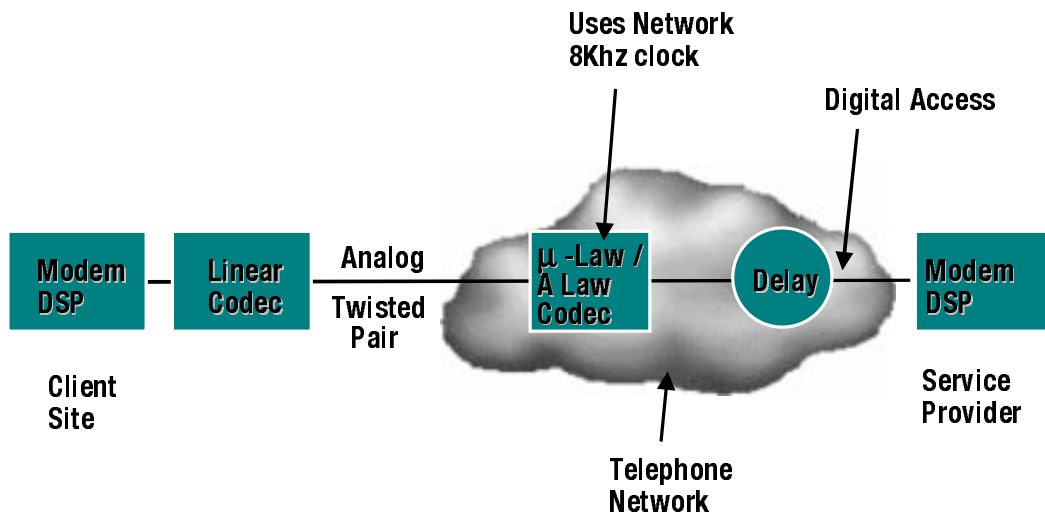 Uses Network
8Khz clock
Digital Access
Modem
DSP
Linear
Codec
Analog
Twisted
Pair
μ -Law /
A Law
Codec
Delay
Modem
DSP
Client
Site
Service
Provider
Telephone
Network